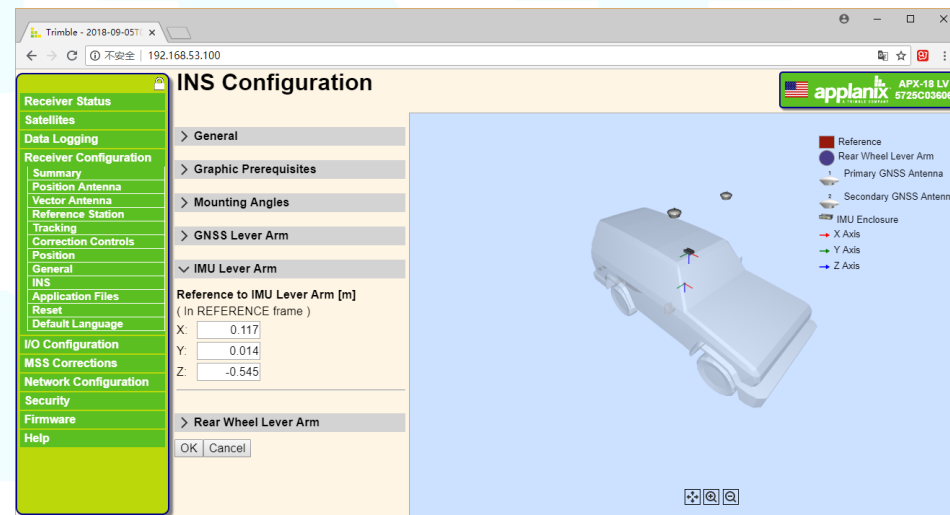 Trimble - 2018-09-05T
不安全 | 192.168.53.100
INS Configuration
applanix
A TRIMBLE COMPANY
APX-18 LV
5725C03606
Receiver Status
Satellites
Data Logging
Receiver Configuration
Summary
Position Antenna
Vector Antenna
Reference Station
Tracking
Correction Controls
Position
General
INS
Application Files
Reset
Default Language
I/O Configuration
MSS Corrections
Network Configuration
Security
Firmware
Help
General
Graphic Prerequisites
Mounting Angles
GNSS Lever Arm
IMU Lever Arm
Reference to IMU Lever Arm [m]
( In REFERENCE frame )
X: 0.117
Y: 0.014
Z: -0.545
Rear Wheel Lever Arm
OK Cancel
Reference
Rear Wheel Lever Arm
1 Primary GNSS Antenna
2 Secondary GNSS Antenn
IMU Enclosure
X Axis
Y Axis
Z Axis